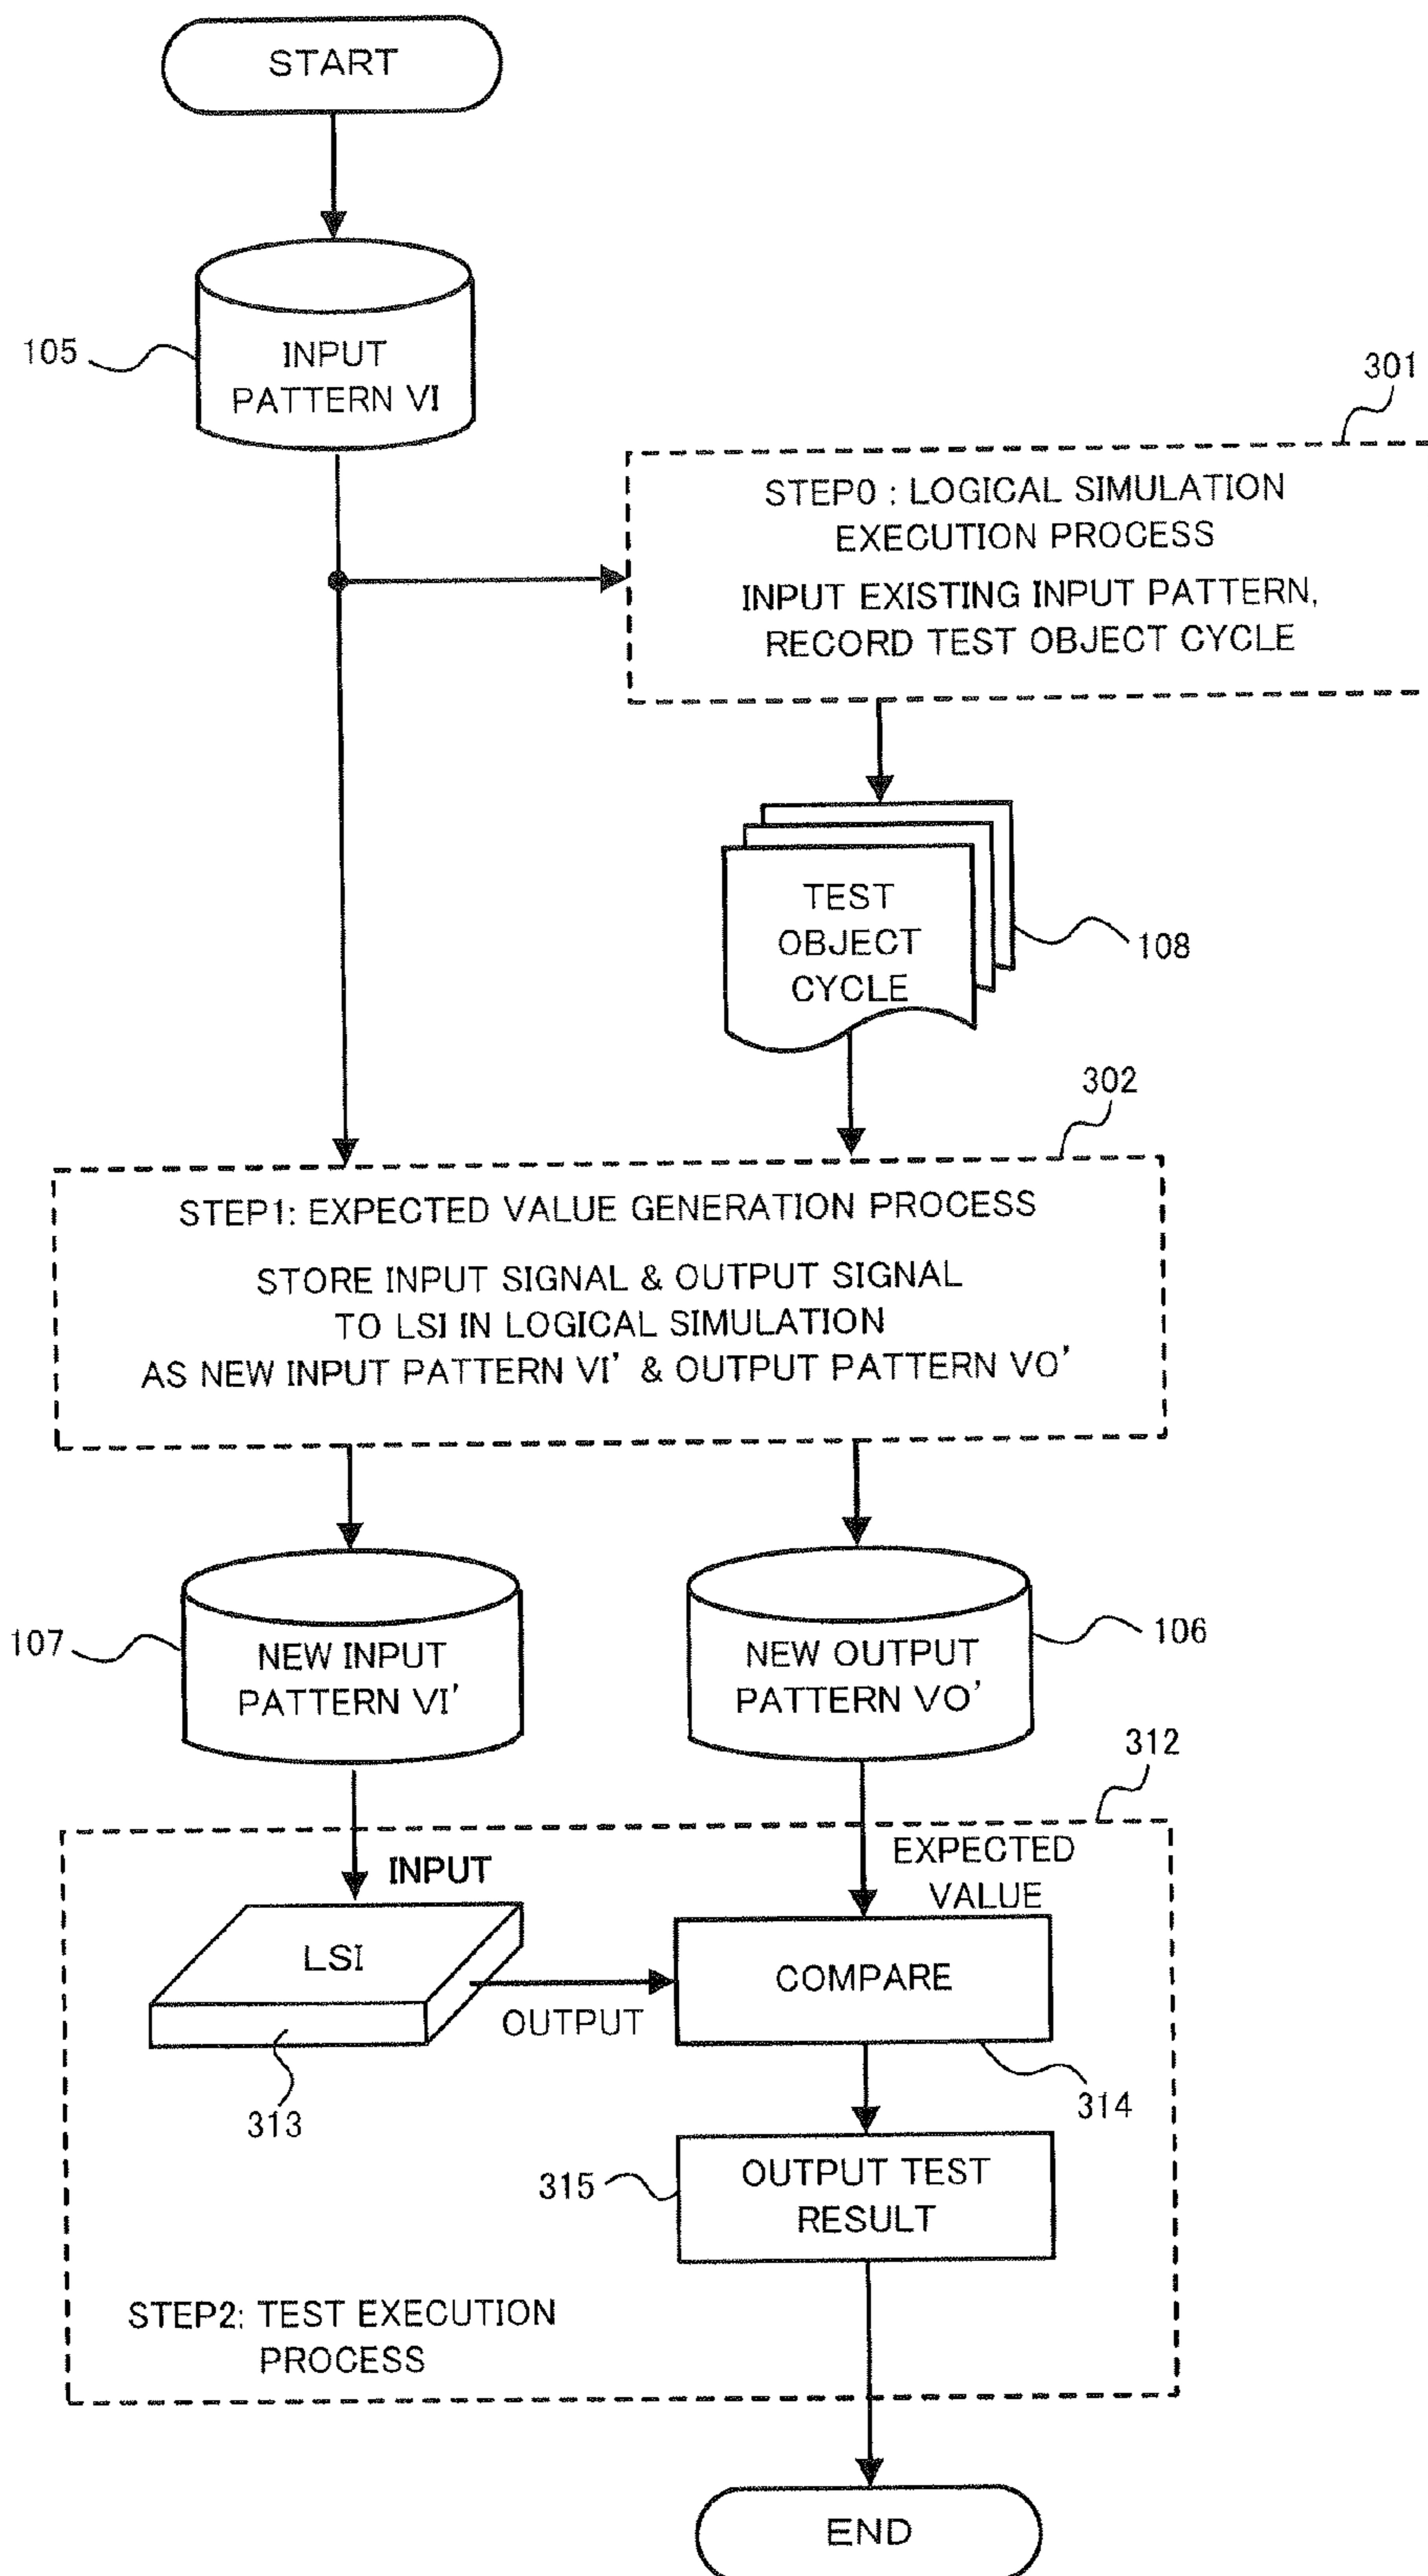 START
105
INPUT
PATTERN VI
301
STEP0 : LOGICAL SIMULATION
EXECUTION PROCESS
INPUT EXISTING INPUT PATTERN,
RECORD TEST OBJECT CYCLE
TEST
OBJECT
CYCLE
108
302
STEP1: EXPECTED VALUE GENERATION PROCESS
STORE INPUT SIGNAL & OUTPUT SIGNAL
TO LSI IN LOGICAL SIMULATION
AS NEW INPUT PATTERN VI' & OUTPUT PATTERN VO'
107
NEW INPUT
PATTERN VI'
NEW OUTPUT
PATTERN VO'
106
312
INPUT
EXPECTED
VALUE
LSI
OUTPUT
COMPARE
313
314
315
OUTPUT TEST
RESULT
STEP2: TEST EXECUTION
PROCESS
END